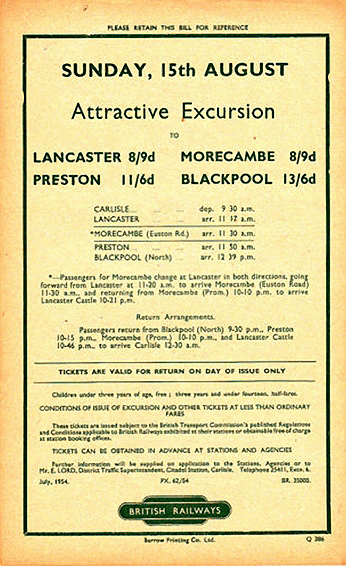 PLEASE RETAIN THIS BILL FOR REFERENCE
SUNDAY, 15th AUGUST
Attractive Excursion
TO
LANCASTER 8/9d MORECAMBE 8/9d
PRESTON 11/6d BLACKPOOL 13/6d
CARLISLE... ... ... dep. 9 30 a.m.
LANCASTER ... ... arr. 11 12 a.m.
*MORECAMBE (Euston Rd.) arr. 11 30 a.m.
PRESTON ... ... arr. 11 50 a.m.
BLACKPOOL (North) ... arr. 12 39 p.m.
*—Passengers for Morecambe change at Lancaster in both directions, going
forward from Lancaster at 11-20 a.m. to arrive Morecambe (Euston Road)
11-30 a.m., and returning from Morecambe (Prom.) 10-10 p.m. to arrive
Lancaster Castle 10-21 p.m.
Return Arrangements.
Passengers return from Blackpool (North) 9-30 p.m., Preston
10-15 p.m., Morecambe (Prom.) 10-10 p.m., and Lancaster Castle
10-46 p.m., to arrive Carlisle 12-30 a.m.
TICKETS ARE VALID FOR RETURN ON DAY OF ISSUE ONLY
Children under three years of age, free; three years and under fourteen, half-fares.
CONDITIONS OF ISSUE OF EXCURSION AND OTHER TICKETS AT LESS THAN ORDINARY
FARES
These tickets are issued subject to the British Transport Commission's published Regulations
and Conditions applicable to British Railways exhibited at their stations or obtainable free of charge
at station booking offices.
TICKETS CAN BE OBTAINED IN ADVANCE AT STATIONS AND AGENCIES
Further information will be supplied on application to the Stations, Agencies or to
Mr. E. LORD, District Traffic Superintendent, Citadel Station, Carlisle. Telephone 25411, Extn. 6.
July, 1954. PX. 62/54 BR. 35000.
BRITISH RAILWAYS
Barrow Printing Co. Ltd. Q 386